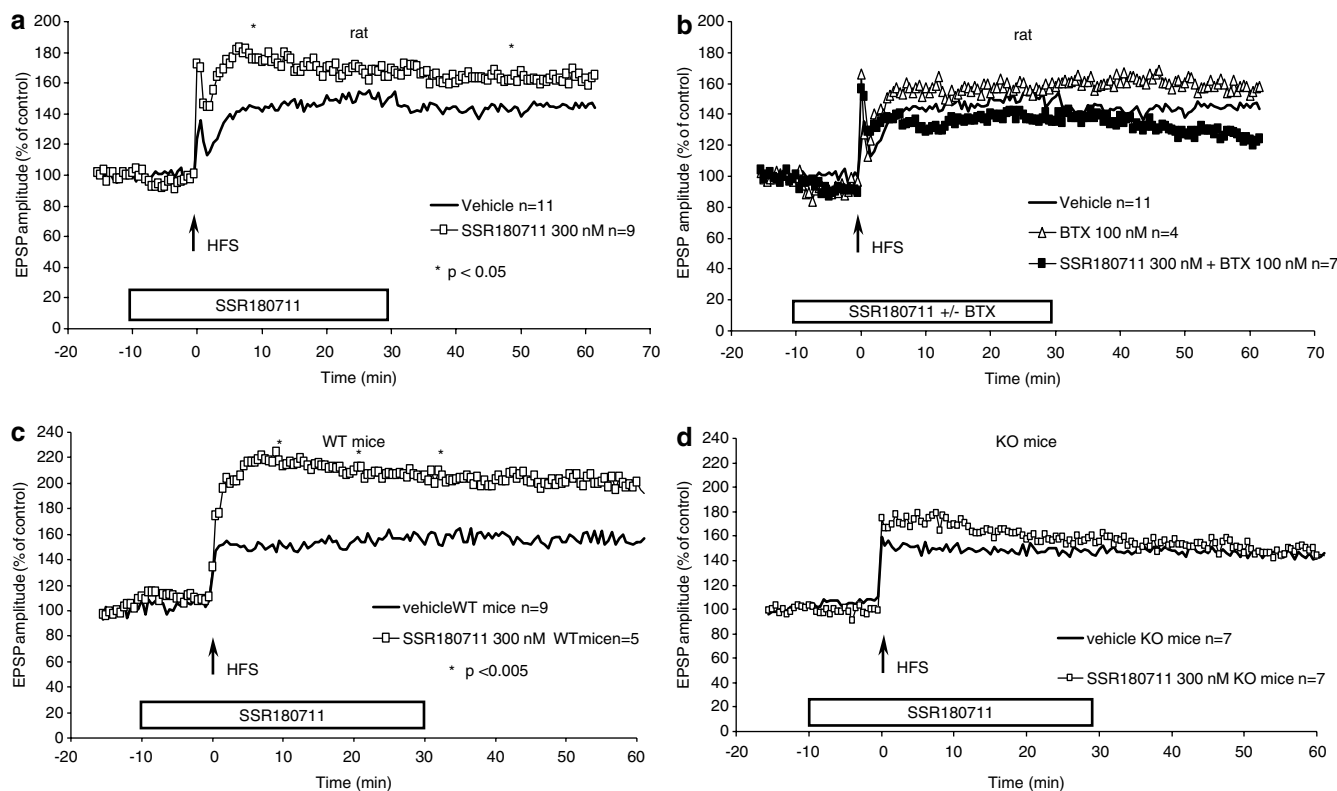 a
rat
*
*
EPSP amplitude (% of control)
200
180
160
140
120
100
80
60
40
20
0
Vehicle n=11
SSR180711 300 nM n=9
* p < 0.05
HFS
SSR180711
-20 -10 0 10 20 30 40 50 60 70
Time (min)
b
rat
EPSP amplitude (% of control)
200
180
160
140
120
100
80
60
40
20
0
Vehicle n=11
BTX 100 nM n=4
SSR180711 300 nM + BTX 100 nM n=7
HFS
SSR180711 +/- BTX
-20 -10 0 10 20 30 40 50 60 70
Time (min)
c
WT mice
*
*
*
EPSP amplitude (% of control)
240
220
200
180
160
140
120
100
80
60
40
20
0
vehicleWT mice n=9
SSR180711 300 nM WTmicen=5
* p <0.005
HFS
SSR180711
-20 -10 0 10 20 30 40 50 60
Time (min)
d
KO mice
EPSP amplitude (% of control)
240
220
200
180
160
140
120
100
80
60
40
20
0
vehicle KO mice n=7
SSR180711 300 nM KO mice n=7
HFS
SSR180711
-20 -10 0 10 20 30 40 50 60
Time (min)